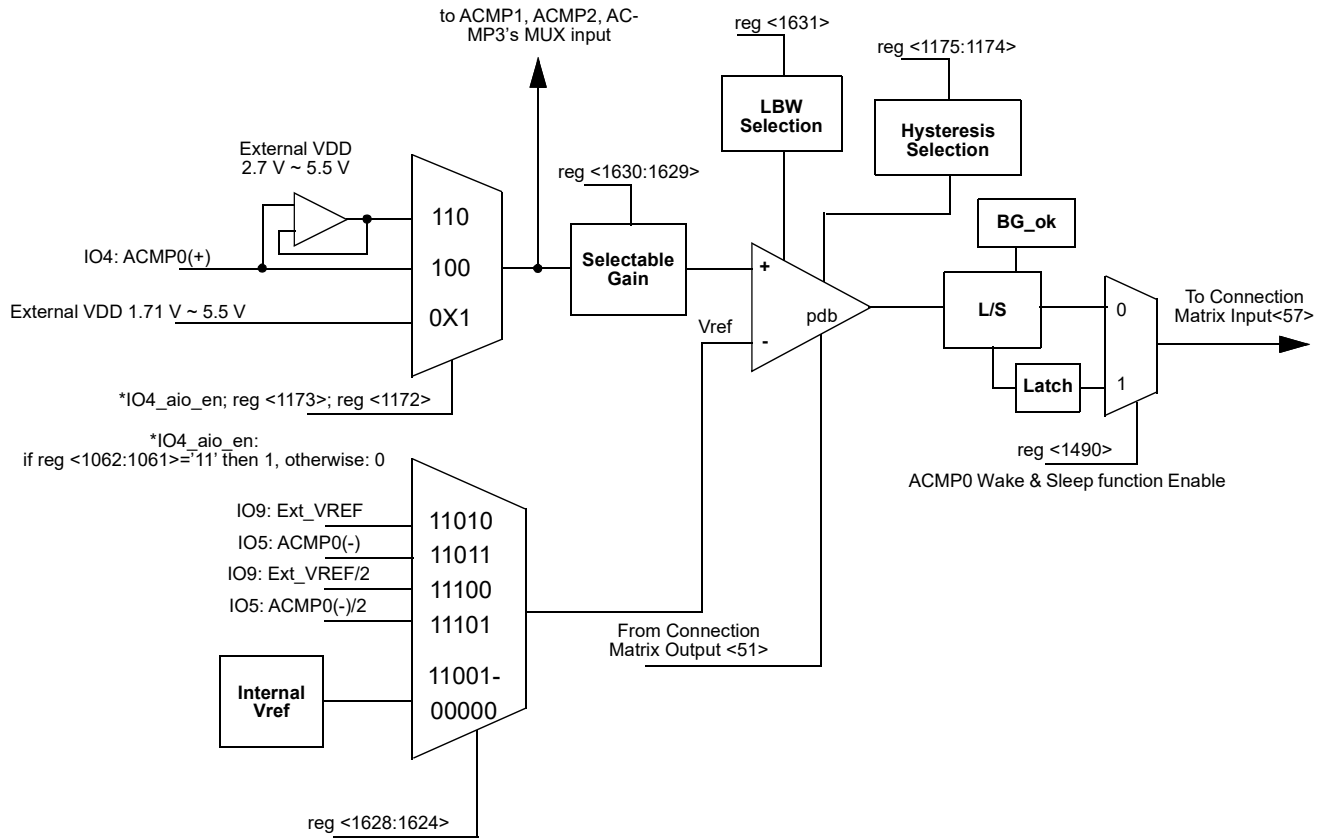 to ACMP1, ACMP2, AC-
MP3's MUX input
reg <1631>
reg <1175:1174>
LBW
Selection
Hysteresis
Selection
External VDD
2.7 V ~ 5.5 V
reg <1630:1629>
110
BG_ok
IO4: ACMP0(+)
100
Selectable
Gain
+
External VDD 1.71 V ~ 5.5 V
0X1
Vref
-
pdb
L/S
0
To Connection
Matrix Input<57>
Latch
1
*IO4_aio_en; reg <1173>; reg <1172>
*IO4_aio_en:
if reg <1062:1061>='11' then 1, otherwise: 0
reg <1490>
ACMP0 Wake & Sleep function Enable
IO9: Ext_VREF
11010
IO5: ACMP0(-)
11011
IO9: Ext_VREF/2
11100
IO5: ACMP0(-)/2
11101
From Connection
Matrix Output <51>
Internal
Vref
11001-
00000
reg <1628:1624>